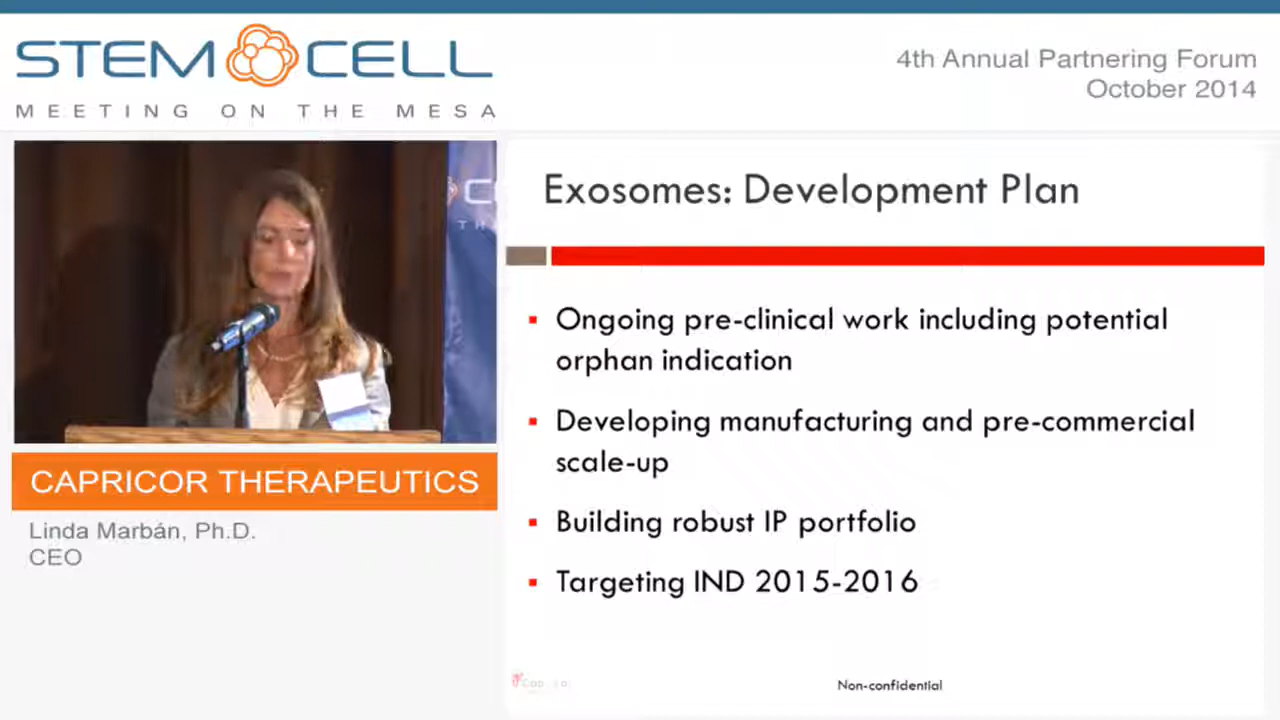 STEM CELL
MEETING ON THE MESA
4th Annual Partnering Forum
October 2014
CAPRICOR THERAPEUTICS
Linda Marbán, Ph.D.
CEO
Exosomes: Development Plan
Ongoing pre-clinical work including potential
orphan indication
Developing manufacturing and pre-commercial
scale-up
Building robust IP portfolio
Targeting IND 2015-2016
Non-confidential